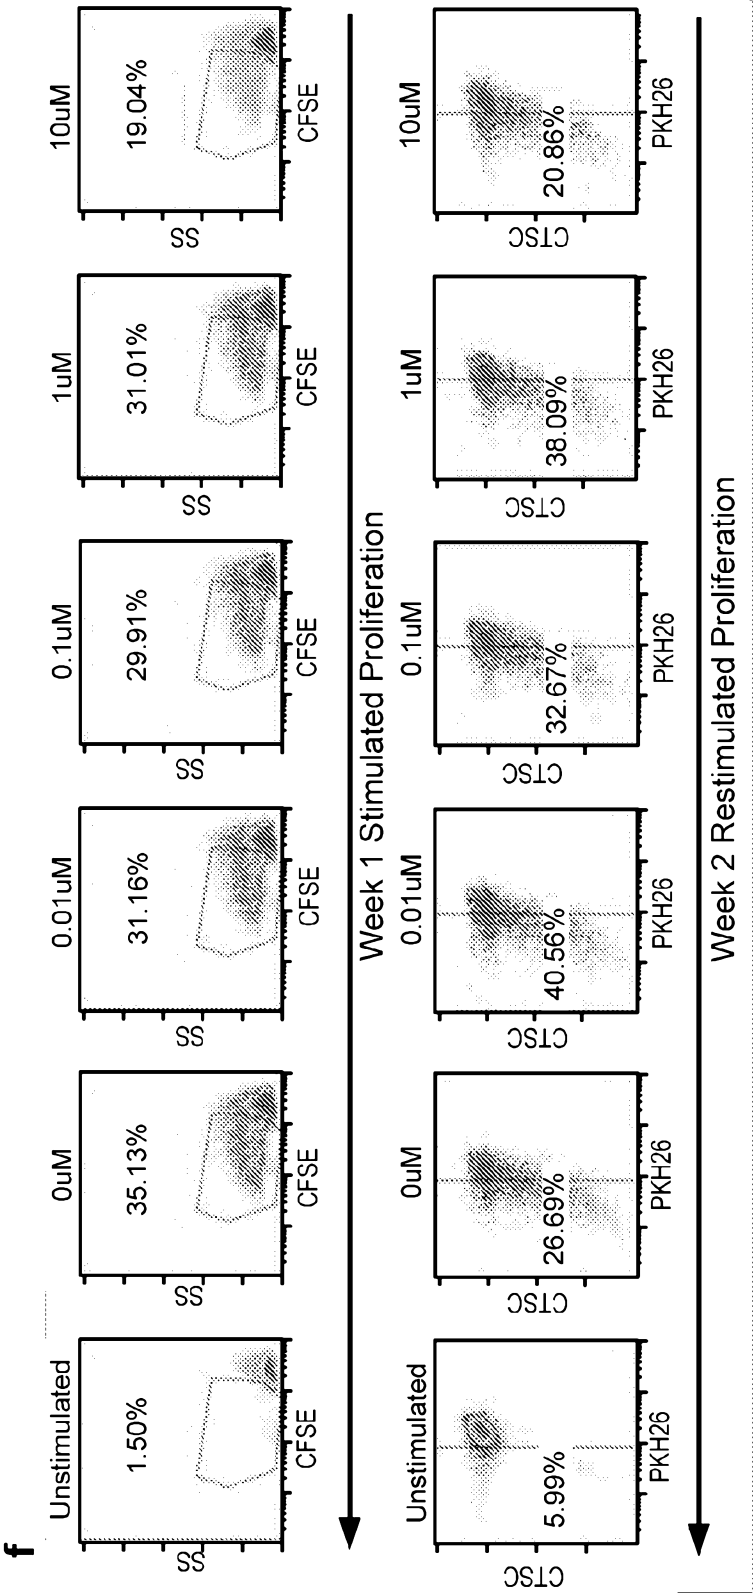 f
Unstimulated 0uM 0.01uM 0.1uM 1uM 10uM
1.50% 35.13% 31.16% 29.91% 31.01% 19.04%
SS SS SS SS SS SS
CFSE CFSE CFSE CFSE CFSE CFSE
Week 1 Stimulated Proliferation
Unstimulated 0uM 0.01uM 0.1uM 1uM 10uM
CTSC CTSC CTSC CTSC CTSC CTSC
5.99% 26.69% 40.56% 32.67% 38.09% 20.86%
PKH26 PKH26 PKH26 PKH26 PKH26 PKH26
Week 2 Restimulated Proliferation